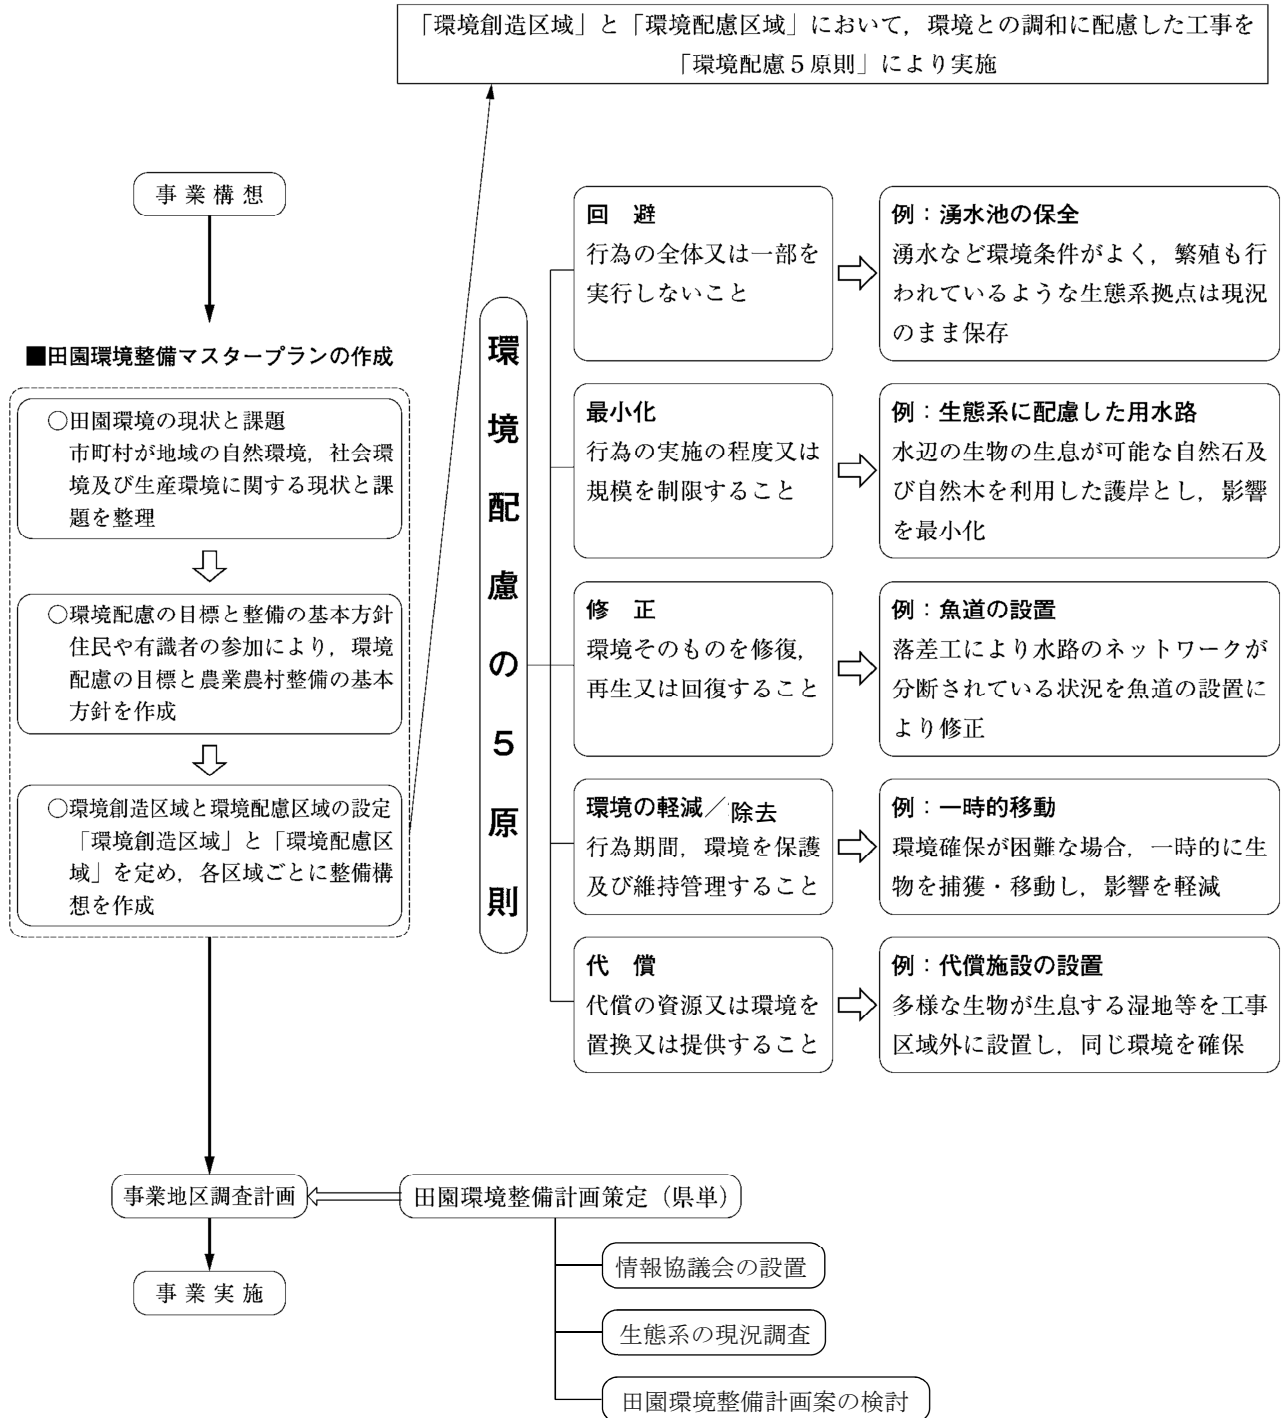 「環境創造区域」と「環境配慮区域」において，環境との調和に配慮した工事を
「環境配慮５原則」により実施
事業構想
■田園環境整備マスタープランの作成
○田園環境の現状と課題
市町村が地域の自然環境，社会環
境及び生産環境に関する現状と課
題を整理
○環境配慮の目標と整備の基本方針
住民や有識者の参加により，環境
配慮の目標と農業農村整備の基本
方針を作成
○環境創造区域と環境配慮区域の設定
「環境創造区域」と「環境配慮区
域」を定め，各区域ごとに整備構
想を作成
環境配慮の５原則
回　避
行為の全体又は一部を
実行しないこと
例：湧水池の保全
湧水など環境条件がよく，繁殖も行
われているような生態系拠点は現況
のまま保存
最小化
行為の実施の程度又は
規模を制限すること
例：生態系に配慮した用水路
水辺の生物の生息が可能な自然石及
び自然木を利用した護岸とし，影響
を最小化
修　正
環境そのものを修復，
再生又は回復すること
例：魚道の設置
落差工により水路のネットワークが
分断されている状況を魚道の設置に
より修正
環境の軽減／除去
行為期間，環境を保護
及び維持管理すること
例：一時的移動
環境確保が困難な場合，一時的に生
物を捕獲・移動し，影響を軽減
代　償
代償の資源又は環境を
置換又は提供すること
例：代償施設の設置
多様な生物が生息する湿地等を工事
区域外に設置し，同じ環境を確保
事業地区調査計画
田園環境整備計画策定（県単）
事業実施
情報協議会の設置
生態系の現況調査
田園環境整備計画案の検討